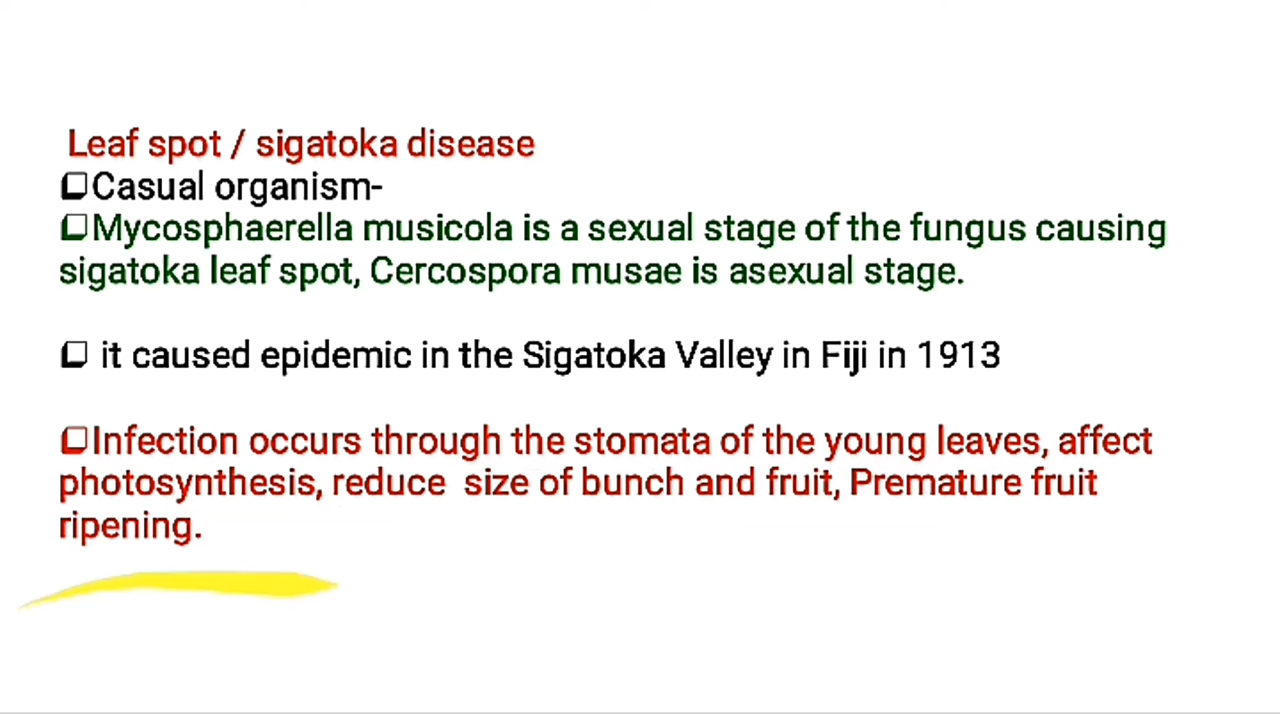 Leaf spot / sigatoka disease
❑Casual organism-
❑Mycosphaerella musicola is a sexual stage of the fungus causing
sigatoka leaf spot, Cercospora musae is asexual stage.
❑ it caused epidemic in the Sigatoka Valley in Fiji in 1913
❑Infection occurs through the stomata of the young leaves, affect
photosynthesis, reduce size of bunch and fruit, Premature fruit
ripening.